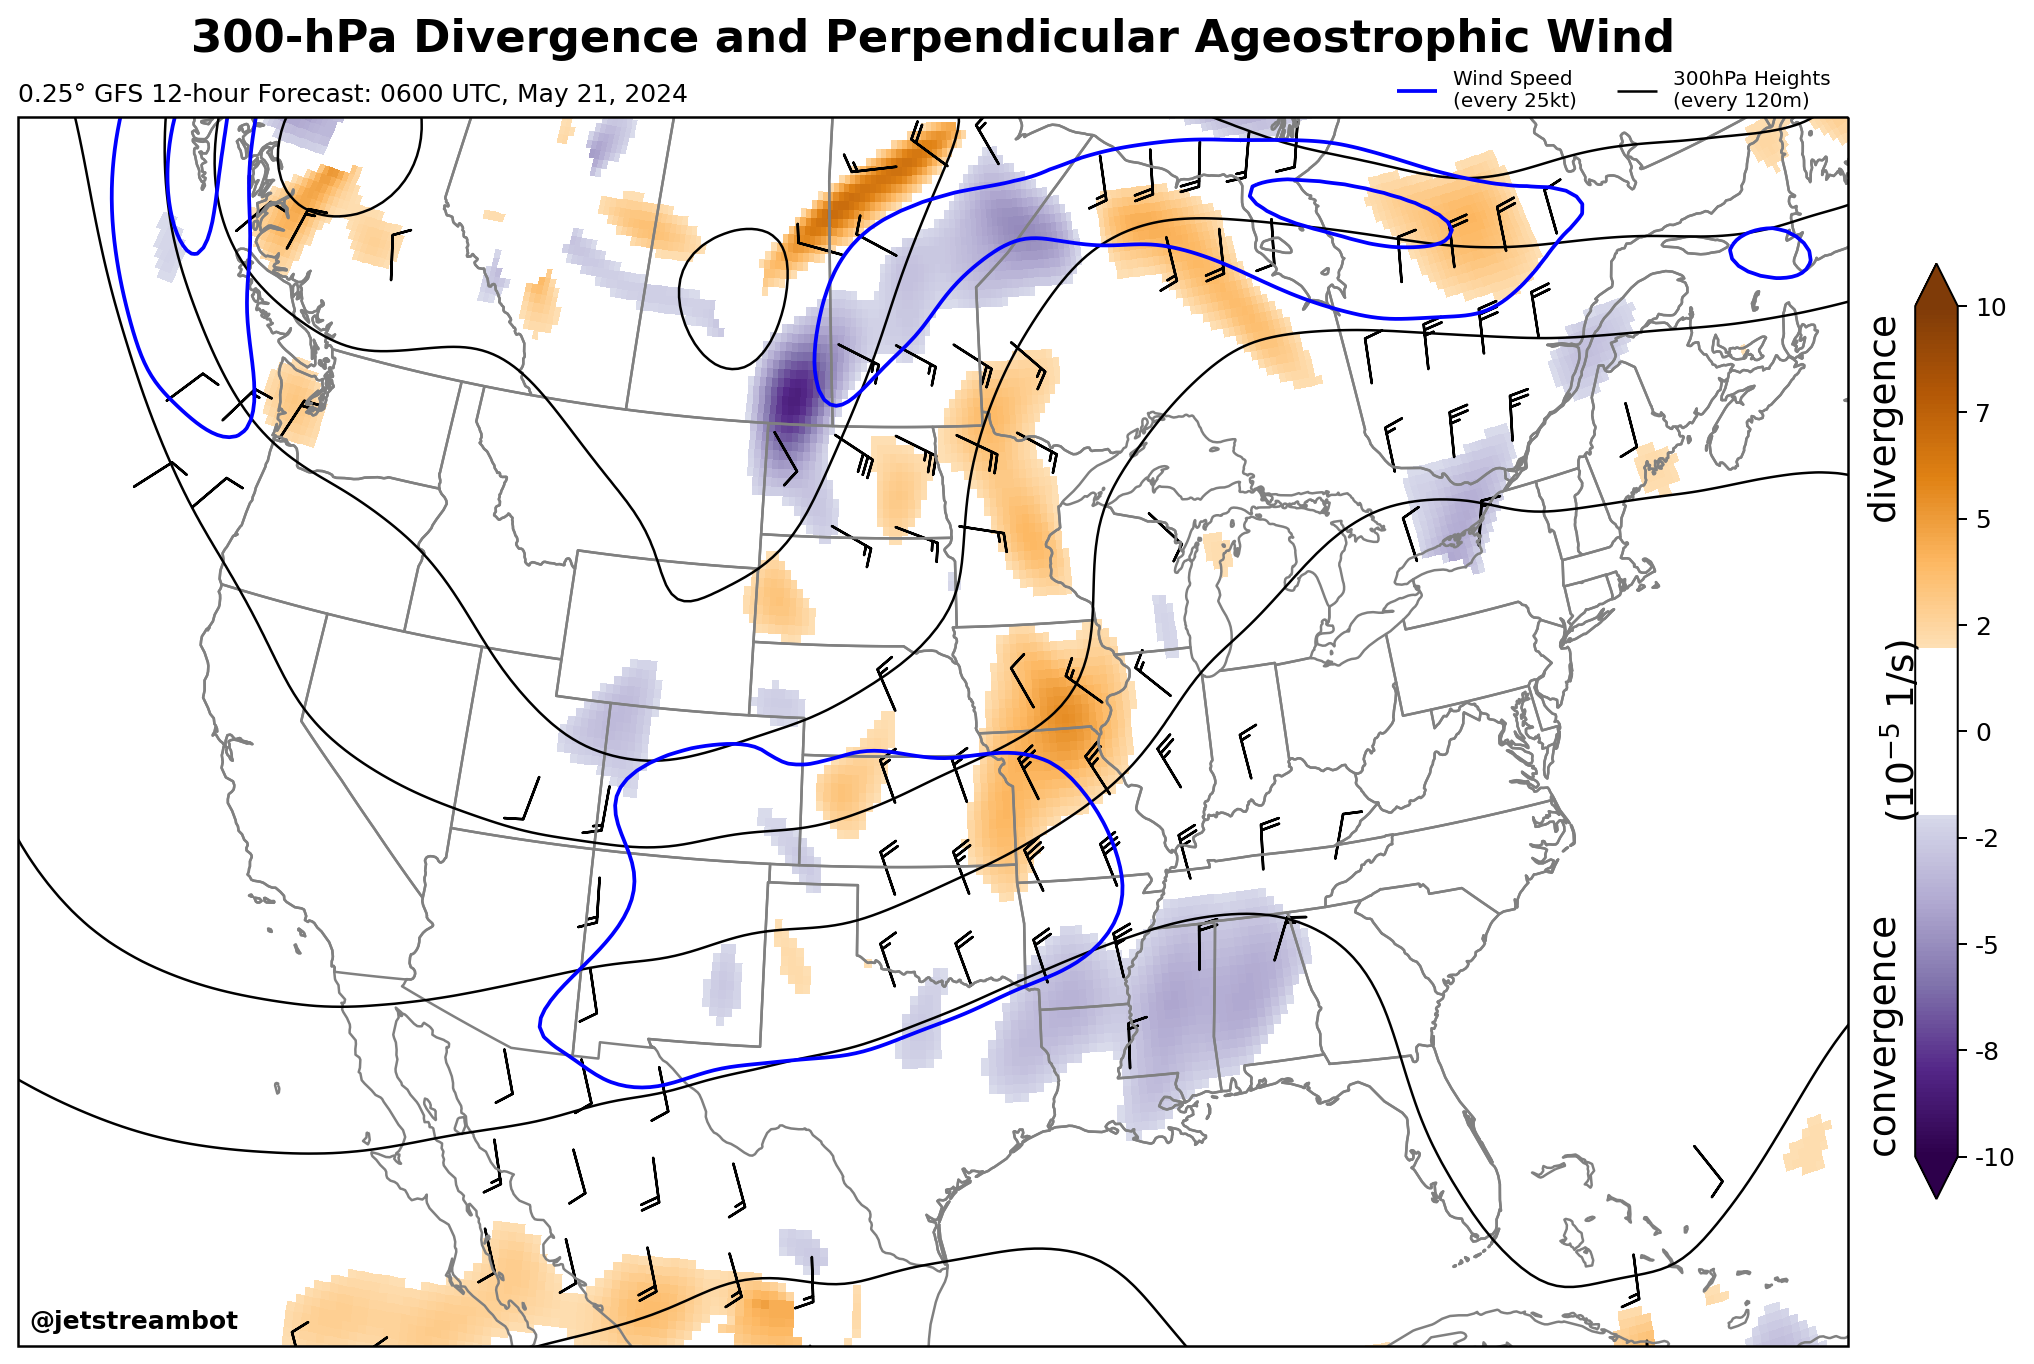 300-hPa Divergence and Perpendicular Ageostrophic Wind
0.25° GFS 12-hour Forecast: 0600 UTC, May 21, 2024
Wind Speed
(every 25kt)
300hPa Heights
(every 120m)
10
7
5
2
0
-2
-5
-8
-10
divergence
(10⁻⁵ 1/s)
convergence
@jetstreambot